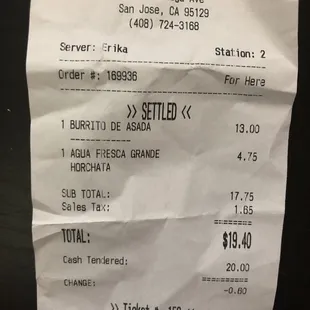 San Jose, CA 95129
(408) 724-3168
Server: Erika Station: 2
Order #: 169936 For Here
>> SETTLED <<
1 BURRITO DE ASADA 13.00
1 AGUA FRESCA GRANDE 4.75
HORCHATA
SUB TOTAL: 17.75
Sales Tax: 1.65
TOTAL: $19.40
Cash Tendered: 20.00
CHANGE: -0.60
>> Ticket #